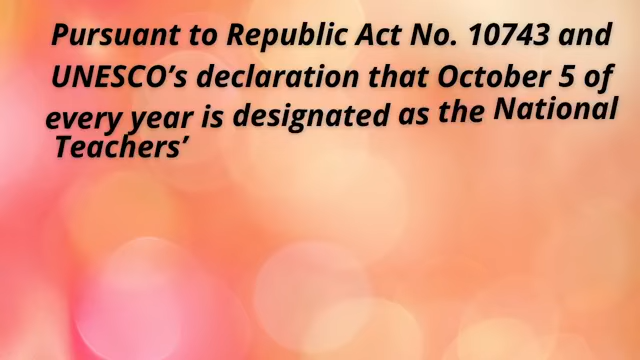 Pursuant to Republic Act No. 10743 and
UNESCO’s declaration that October 5 of
every year is designated as the National
Teachers’